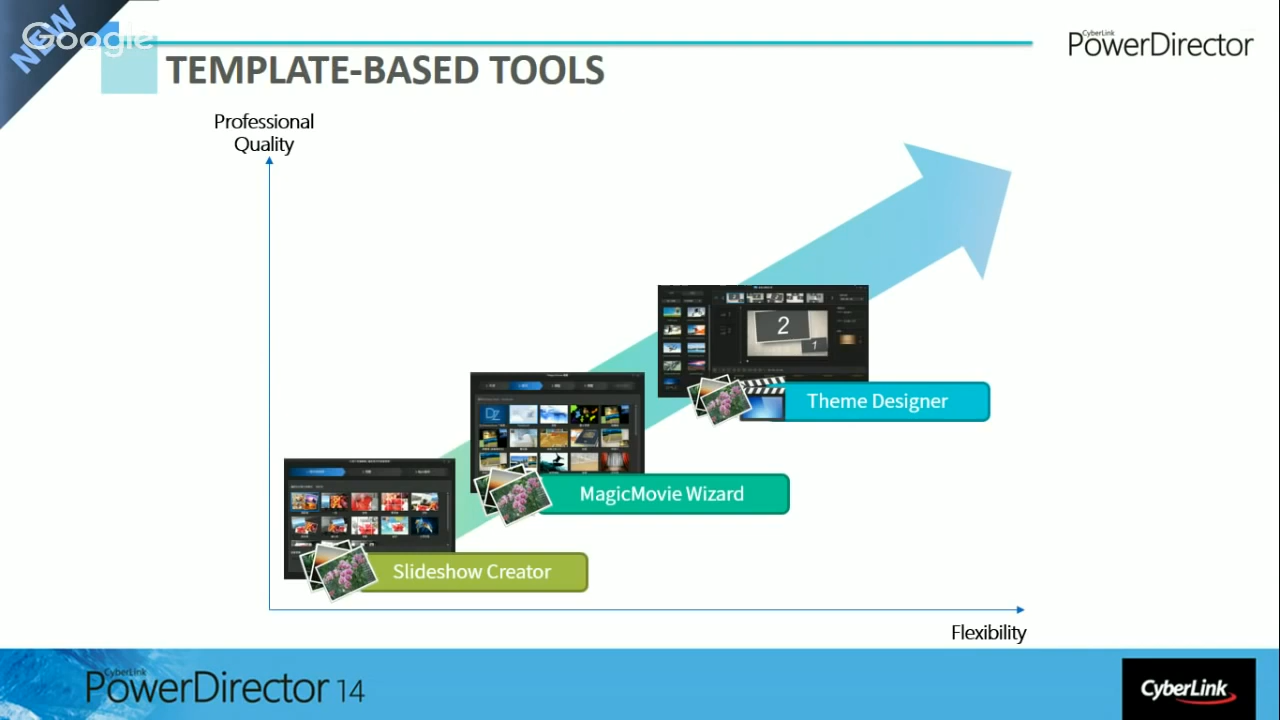 NEW
Google
TEMPLATE-BASED TOOLS
CyberLink
PowerDirector
Professional
Quality
2
1
Theme Designer
DZ
MagicMovie Wizard
Slideshow Creator
Flexibility
CyberLink
PowerDirector 14
CyberLink